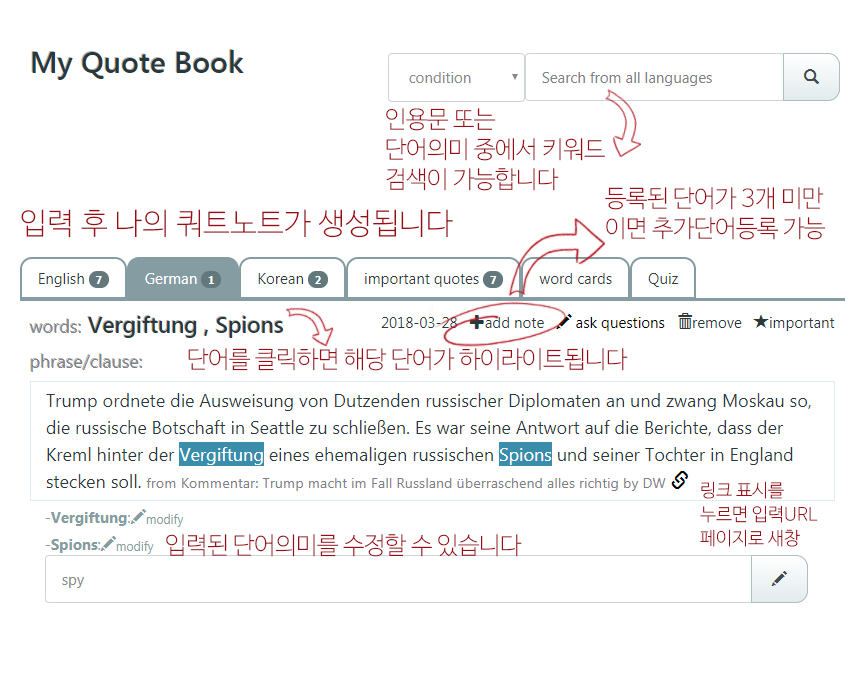 My Quote Book
condition
Search from all languages
인용문 또는
단어의미 중에서 키워드
검색이 가능합니다
등록된 단어가 3개 미만
이면 추가단어등록 가능
입력 후 나의 쿼트노트가 생성됩니다
English 7
German 1
Korean 2
important quotes 7
word cards
Quiz
words: Vergiftung , Spions
2018-03-28 add note ask questions remove important
단어를 클릭하면 해당 단어가 하이라이트됩니다
phrase/clause:
Trump ordnete die Ausweisung von Dutzenden russischer Diplomaten an und zwang Moskau so,
die russische Botschaft in Seattle zu schließen. Es war seine Antwort auf die Berichte, dass der
Kreml hinter der Vergiftung eines ehemaligen russischen Spions und seiner Tochter in England
stecken soll. from Kommentar: Trump macht im Fall Russland überraschend alles richtig by DW
링크 표시를
누르면 입력URL
페이지로 새창
-Vergiftung: modify
-Spions: modify
입력된 단어의미를 수정할 수 있습니다
spy